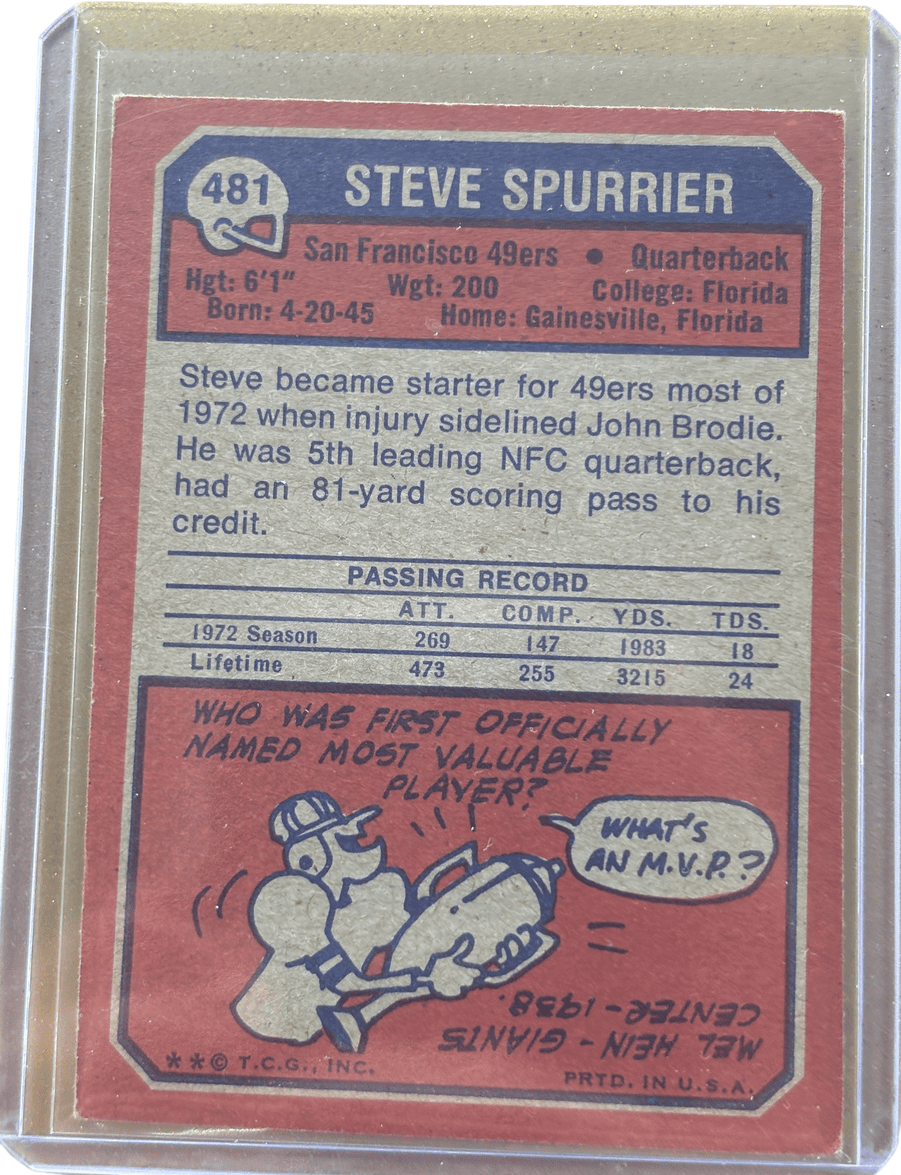 481 STEVE SPURRIER
San Francisco 49ers • Quarterback
Hgt: 6'1" Wgt: 200 College: Florida
Born: 4-20-45 Home: Gainesville, Florida
Steve became starter for 49ers most of
1972 when injury sidelined John Brodie.
He was 5th leading NFC quarterback,
had an 81-yard scoring pass to his
credit.
PASSING RECORD
ATT. COMP. YDS. TDS.
1972 Season 269 147 1983 18
Lifetime 473 255 3215 24
WHO WAS FIRST OFFICIALLY
NAMED MOST VALUABLE
PLAYER?
WHAT'S
AN M.V.P.?
MEL HEIN - GIANTS
CENTER - 1938.
**© T.C.G., INC.
PRTD. IN U.S.A.